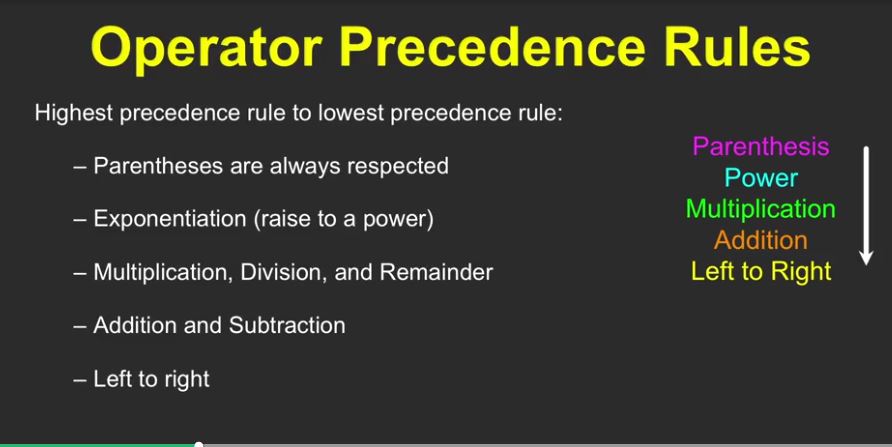 Operator Precedence Rules
Highest precedence rule to lowest precedence rule:
– Parentheses are always respected
– Exponentiation (raise to a power)
– Multiplication, Division, and Remainder
– Addition and Subtraction
– Left to right
Parenthesis
Power
Multiplication
Addition
Left to Right